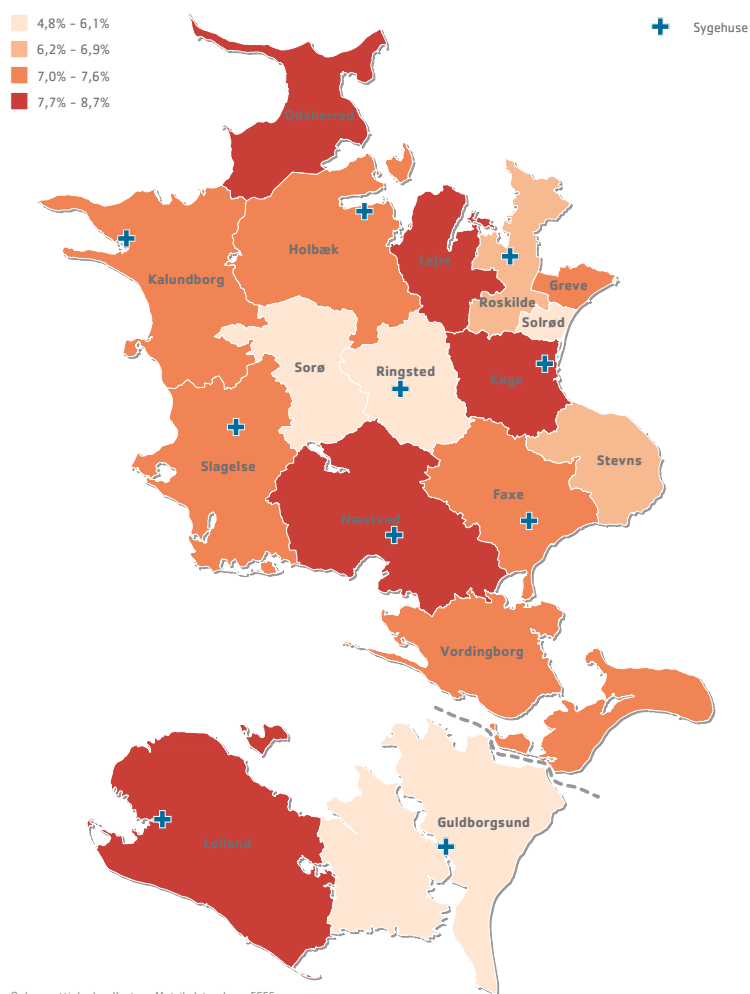 4,8% - 6,1%
6,2% - 6,9%
7,0% - 7,6%
7,7% - 8,7%
Sygehuse
Odsherred
Holbæk
Kalundborg
Lejre
Roskilde
Greve
Solrød
Sorø
Ringsted
Køge
Slagelse
Stevns
Faxe
Næstved
Vordingborg
Guldborgsund
Lolland